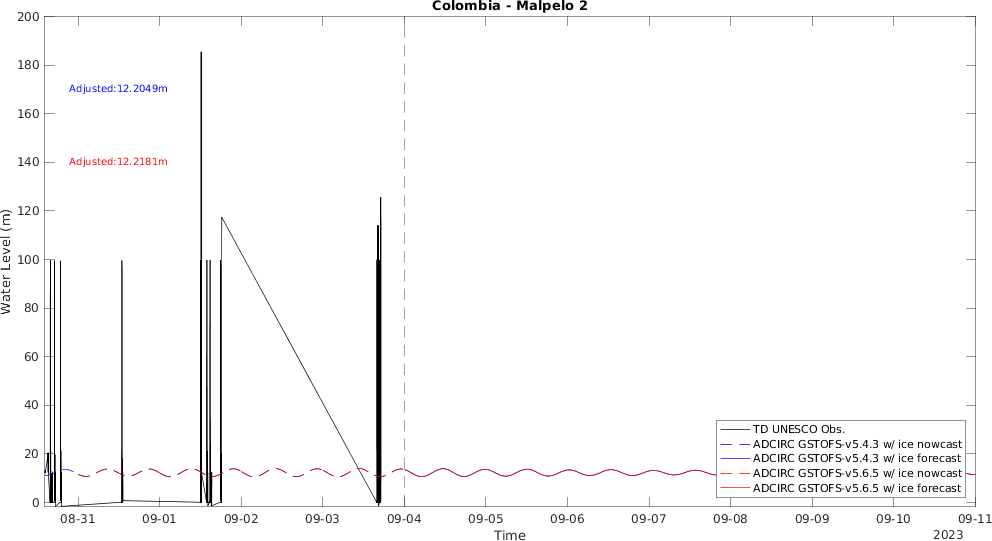 Colombia - Malpelo 2
200
180
160
140
120
100
80
60
40
20
0
Water Level (m)
Adjusted:12.2049m
Adjusted:12.2181m
TD UNESCO Obs.
ADCIRC GSTOFS-v5.4.3 w/ ice nowcast
ADCIRC GSTOFS-v5.4.3 w/ ice forecast
ADCIRC GSTOFS-v5.6.5 w/ ice nowcast
ADCIRC GSTOFS-v5.6.5 w/ ice forecast
08-31 09-01 09-02 09-03 09-04 09-05 09-06 09-07 09-08 09-09 09-10 09-11
Time
2023